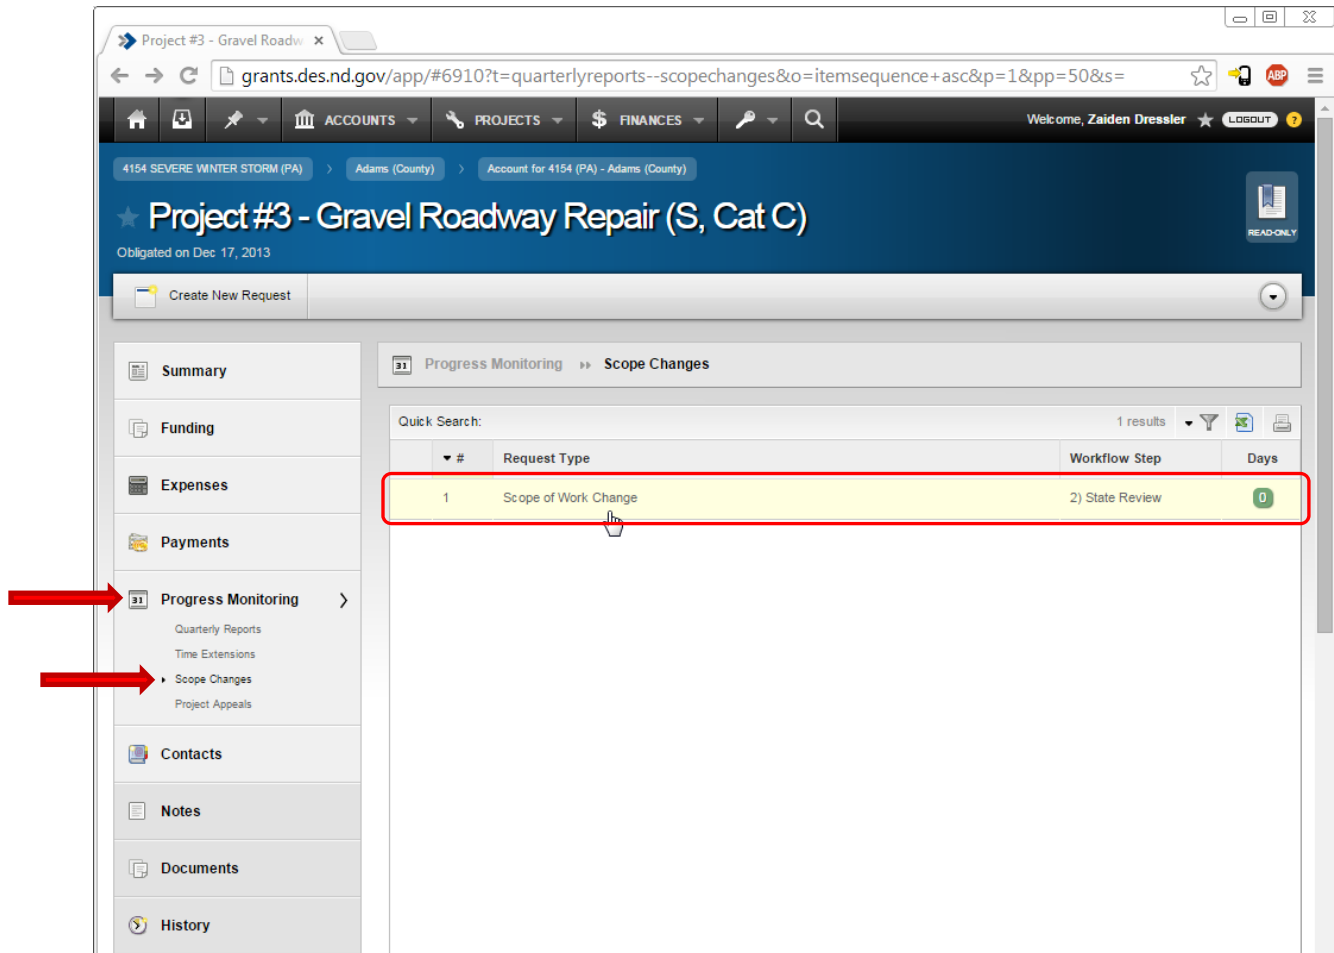 Project #3 - Gravel Roadw
grants.des.nd.gov/app/#6910?t=quarterlyreports--scopechanges&o=itemsequence+asc&p=1&pp=50&s=
ABP
ACCOUNTS PROJECTS $ FINANCES Welcome, Zaiden Dressler LOGOUT ?
4154 SEVERE WINTER STORM (PA) > Adams (County) > Account for 4154 (PA) - Adams (County)
Project #3 - Gravel Roadway Repair (S, Cat C)
READ-ONLY
Obligated on Dec 17, 2013
Create New Request
31 Progress Monitoring Scope Changes
Summary
Quick Search: 1 results
Funding
# Request Type Workflow Step Days
Expenses
1 Scope of Work Change 2) State Review 0
Payments
31 Progress Monitoring
Quarterly Reports
Time Extensions
Scope Changes
Project Appeals
Contacts
Notes
Documents
History